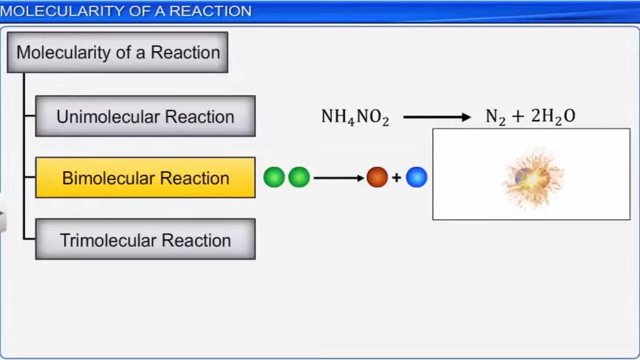 MOLECULARITY OF A REACTION
Molecularity of a Reaction
Unimolecular Reaction
NH₄NO₂ ⟶ N₂ + 2H₂O
Bimolecular Reaction
+
Trimolecular Reaction